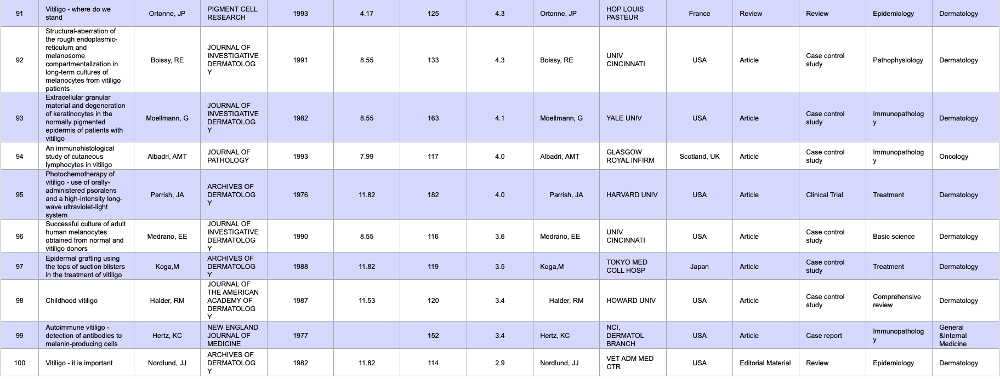 91
Vitiligo - where do we
stand
Ortonne, JP
PIGMENT CELL
RESEARCH
1993
4.17
125
4.3
Ortonne, JP
HOP LOUIS
PASTEUR
France
Review
Review
Epidemiology
Dermatology
92
Structural-aberration of
the rough endoplasmic-
reticulum and
melanosome
compartmentalization in
long-term cultures of
melanocytes from vitiligo
patients
Boissy, RE
JOURNAL OF
INVESTIGATIVE
DERMATOLOG
Y
1991
8.55
133
4.3
Boissy, RE
UNIV
CINCINNATI
USA
Article
Case control
study
Pathophysiology
Dermatology
93
Extracellular granular
material and degeneration
of keratinocytes in the
normally pigmented
epidermis of patients with
vitiligo
Moellmann, G
JOURNAL OF
INVESTIGATIVE
DERMATOLOG
Y
1982
8.55
163
4.1
Moellmann, G
YALE UNIV
USA
Article
Case control
study
Immunopatholog
y
Dermatology
94
An immunohistological
study of cutaneous
lymphocytes in vitiligo
Albadri, AMT
JOURNAL OF
PATHOLOGY
1993
7.99
117
4.0
Albadri, AMT
GLASGOW
ROYAL INFIRM
Scotland, UK
Article
Case control
study
Immunopatholog
y
Oncology
95
Photochemotherapy of
vitiligo - use of orally-
administered psoralens
and a high-intensity long-
wave ultraviolet-light
system
Parrish, JA
ARCHIVES OF
DERMATOLOG
Y
1976
11.82
182
4.0
Parrish, JA
HARVARD UNIV
USA
Article
Clinical Trial
Treatment
Dermatology
96
Successful culture of adult
human melanocytes
obtained from normal and
vitiligo donors
Medrano, EE
JOURNAL OF
INVESTIGATIVE
DERMATOLOG
Y
1990
8.55
116
3.6
Medrano, EE
UNIV
CINCINNATI
USA
Article
Case control
study
Basic science
Dermatology
97
Epidermal grafting using
the tops of suction blisters
in the treatment of vitiligo
Koga,M
ARCHIVES OF
DERMATOLOG
Y
1988
11.82
119
3.5
Koga,M
TOKYO MED
COLL HOSP
Japan
Article
Case control
study
Treatment
Dermatology
98
Childhood vitiligo
Halder, RM
JOURNAL OF
THE AMERICAN
ACADEMY OF
DERMATOLOG
Y
1987
11.53
120
3.4
Halder, RM
HOWARD UNIV
USA
Article
Case control
study
Comprehensive
review
Dermatology
99
Autoimmune vitiligo -
detection of antibodies to
melanin-producing cells
Hertz, KC
NEW ENGLAND
JOURNAL OF
MEDICINE
1977
152
3.4
Hertz, KC
NCI,
DERMATOL
BRANCH
USA
Article
Case report
Immunopatholog
y
General
&Internal
Medicine
100
Vitiligo - it is important
Nordlund, JJ
ARCHIVES OF
DERMATOLOG
Y
1982
11.82
114
2.9
Nordlund, JJ
VET ADM MED
CTR
USA
Editorial Material
Review
Epidemiology
Dermatology